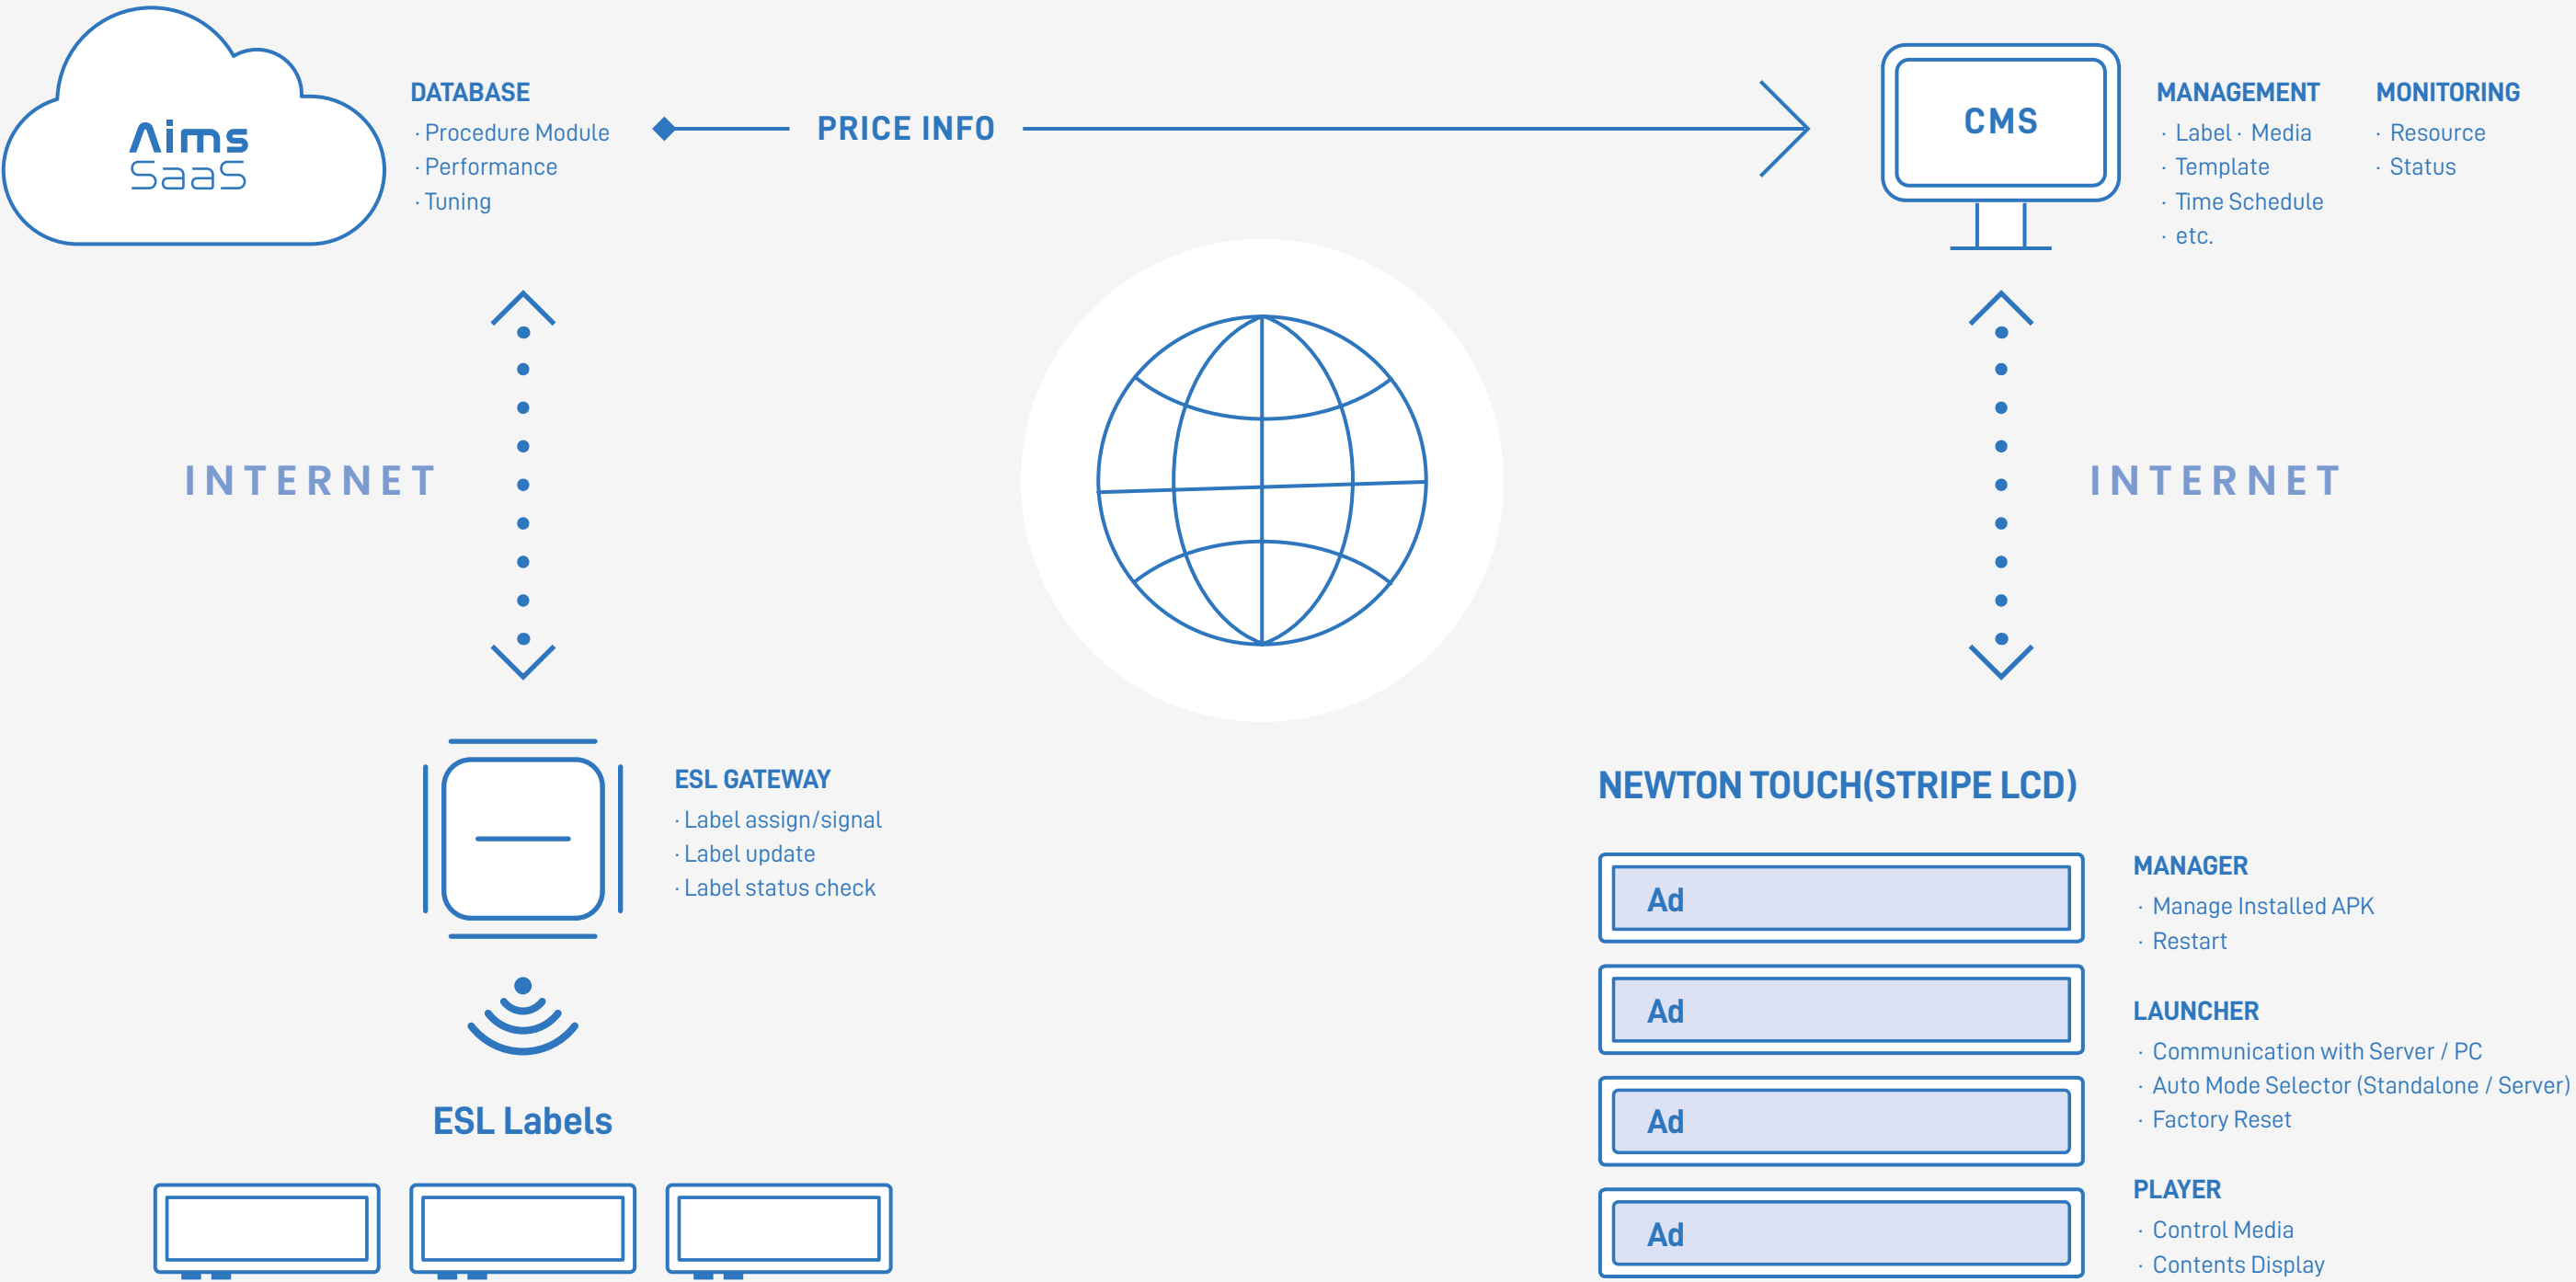 Aims
SaaS
DATABASE
· Procedure Module
· Performance
· Tuning
PRICE INFO
CMS
MANAGEMENT
· Label · Media
· Template
· Time Schedule
· etc.
MONITORING
· Resource
· Status
INTERNET
INTERNET
ESL GATEWAY
· Label assign/signal
· Label update
· Label status check
ESL Labels
NEWTON TOUCH(STRIPE LCD)
Ad
Ad
Ad
Ad
MANAGER
· Manage Installed APK
· Restart
LAUNCHER
· Communication with Server / PC
· Auto Mode Selector (Standalone / Server)
· Factory Reset
PLAYER
· Control Media
· Contents Display